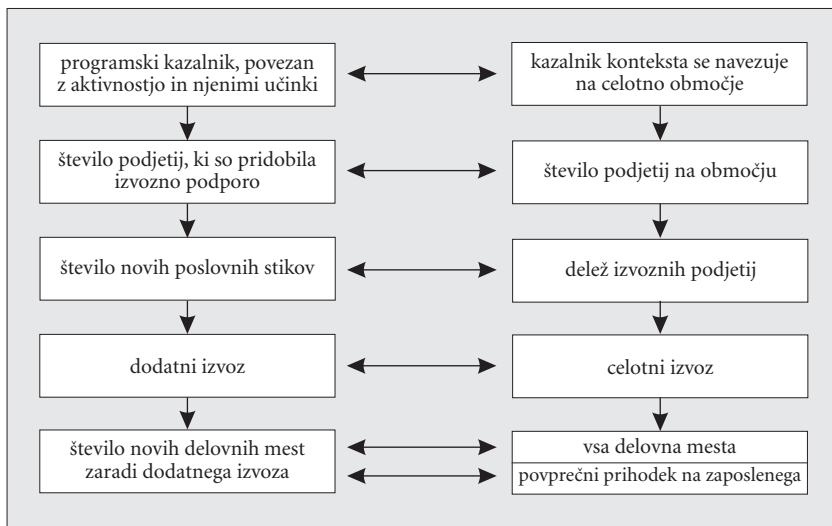 programski kazalnik, povezan
z aktivnostjo in njenimi učinki
kazalnik konteksta se navezuje
na celotno območje
število podjetij, ki so pridobila
izvozno podporo
število podjetij na območju
število novih poslovnih stikov
delež izvoznih podjetij
dodatni izvoz
celotni izvoz
število novih delovnih mest
zaradi dodatnega izvoza
vsa delovna mesta
povprečni prihodek na zaposlenega